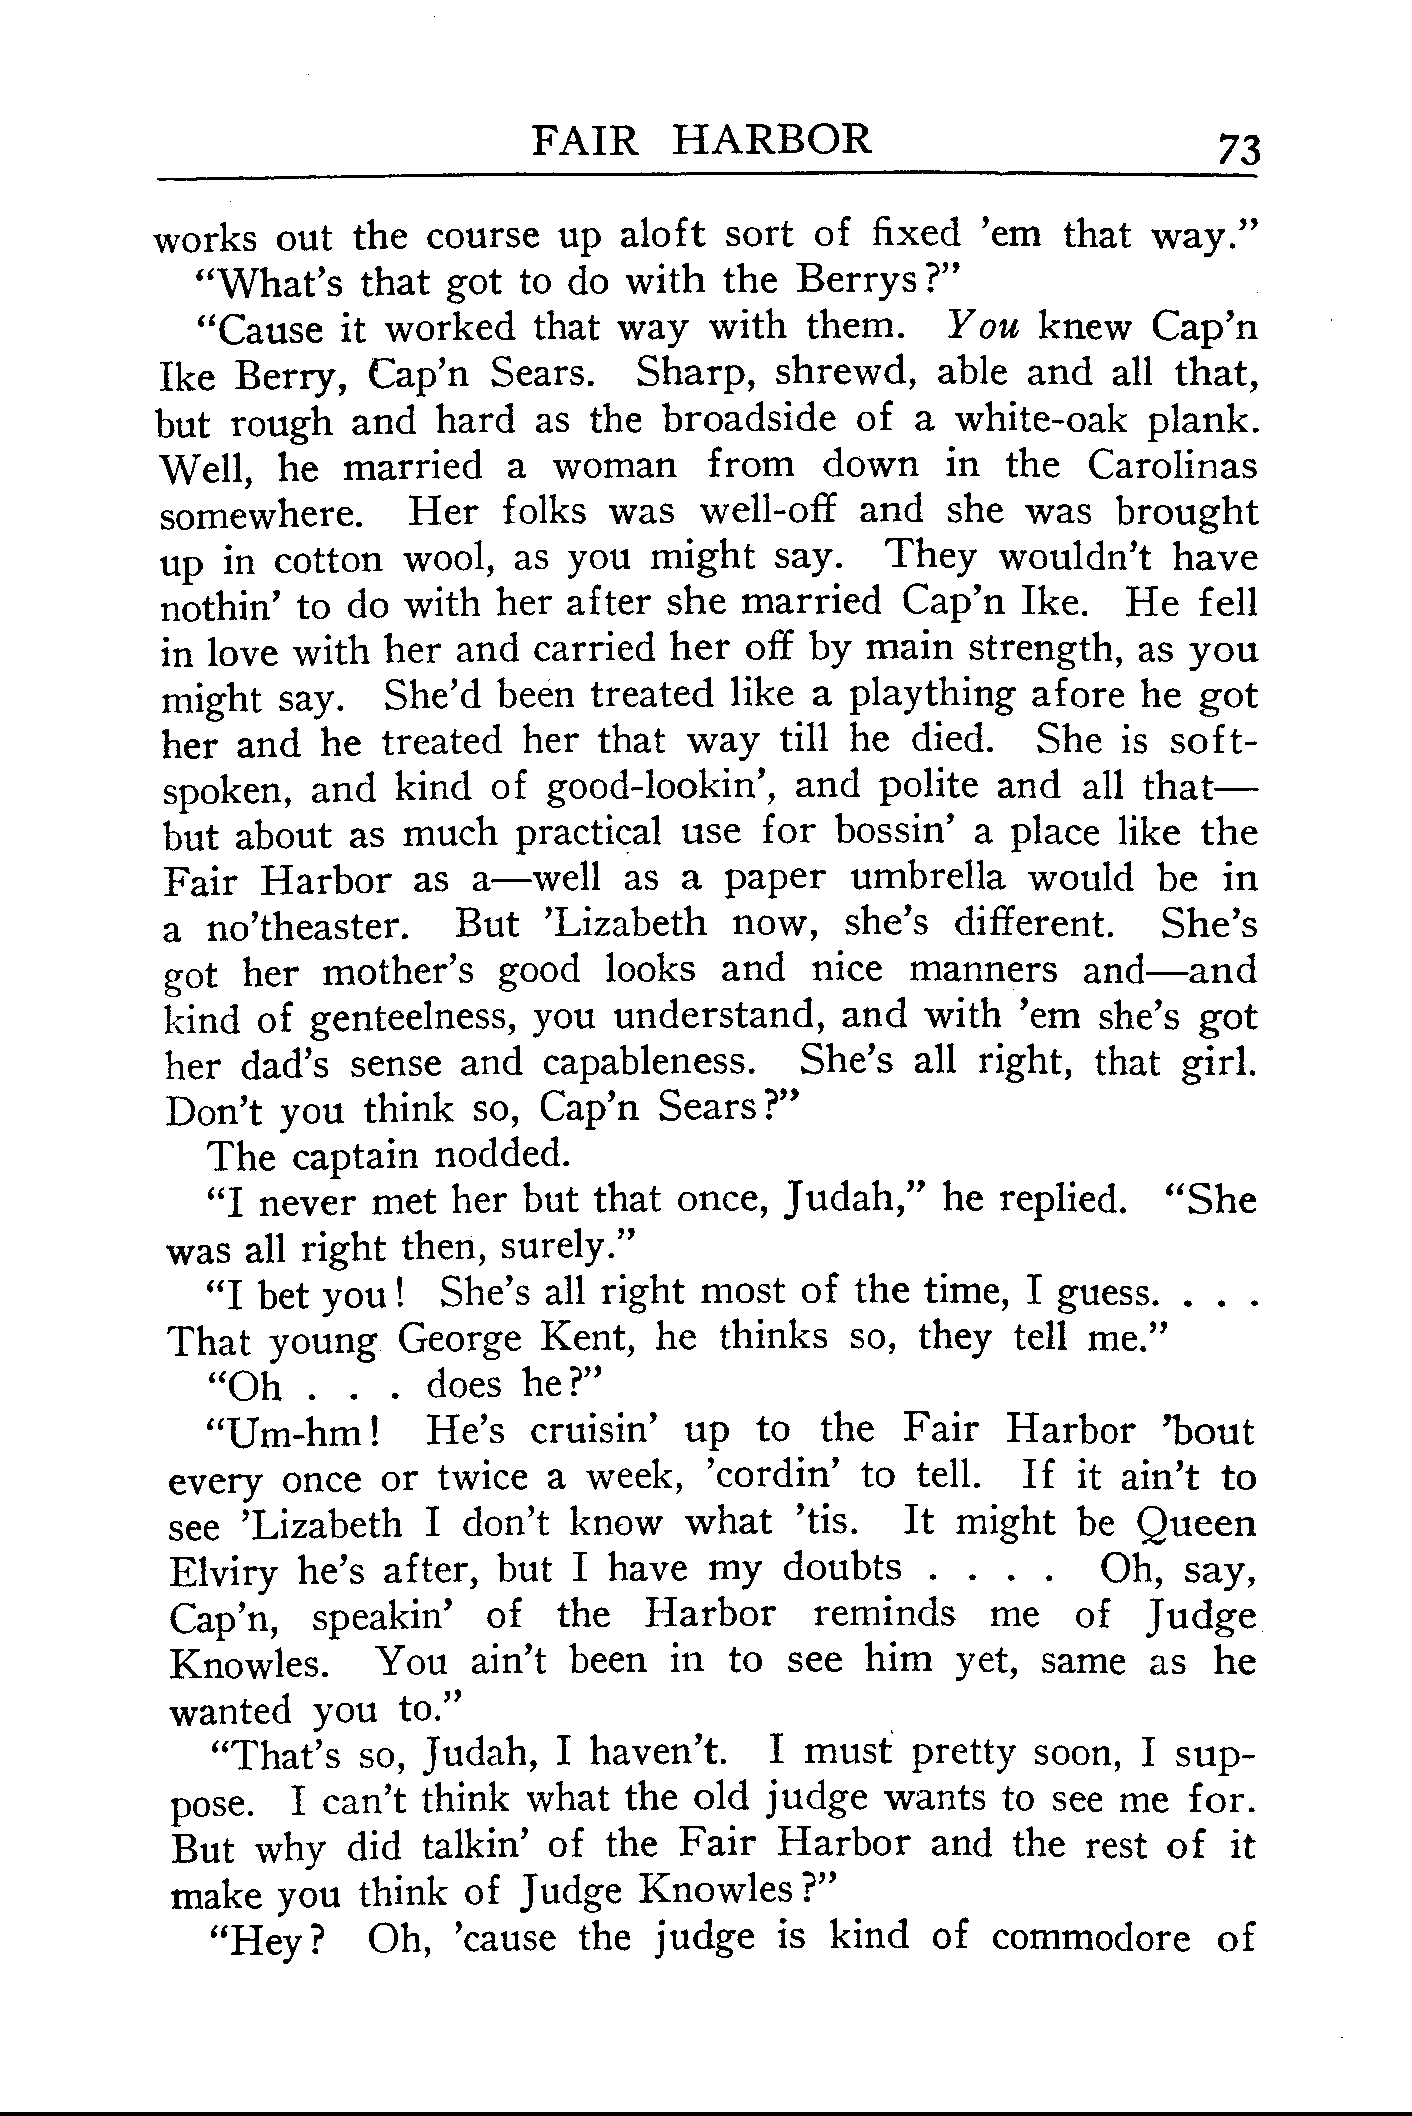 FAIR HARBOR 73
works out the course up aloft sort of fixed ’em that way.”
“What’s that got to do with the Berrys?”
“Cause it worked that way with them. You knew Cap’n
Ike Berry, Cap’n Sears. Sharp, shrewd, able and all that,
but rough and hard as the broadside of a white-oak plank.
Well, he married a woman from down in the Carolinas
somewhere. Her folks was well-off and she was brought
up in cotton wool, as you might say. They wouldn’t have
nothin’ to do with her after she married Cap’n Ike. He fell
in love with her and carried her off by main strength, as you
might say. She’d been treated like a plaything afore he got
her and he treated her that way till he died. She is soft-
spoken, and kind of good-lookin’, and polite and all that—
but about as much practical use for bossin’ a place like the
Fair Harbor as a—well as a paper umbrella would be in
a no’theaster. But ’Lizabeth now, she’s different. She’s
got her mother’s good looks and nice manners and—and
kind of genteelness, you understand, and with ’em she’s got
her dad’s sense and capableness. She’s all right, that girl.
Don’t you think so, Cap’n Sears?”
The captain nodded.
“I never met her but that once, Judah,” he replied. “She
was all right then, surely.”
“I bet you! She’s all right most of the time, I guess. . . .
That young George Kent, he thinks so, they tell me.”
“Oh . . . does he?”
“Um-hm! He’s cruisin’ up to the Fair Harbor ’bout
every once or twice a week, ’cordin’ to tell. If it ain’t to
see ’Lizabeth I don’t know what ’tis. It might be Queen
Elviry he’s after, but I have my doubts . . . . Oh, say,
Cap’n, speakin’ of the Harbor reminds me of Judge
Knowles. You ain’t been in to see him yet, same as he
wanted you to.”
“That’s so, Judah, I haven’t. I must pretty soon, I sup-
pose. I can’t think what the old judge wants to see me for.
But why did talkin’ of the Fair Harbor and the rest of it
make you think of Judge Knowles?”
“Hey? Oh, ’cause the judge is kind of commodore of